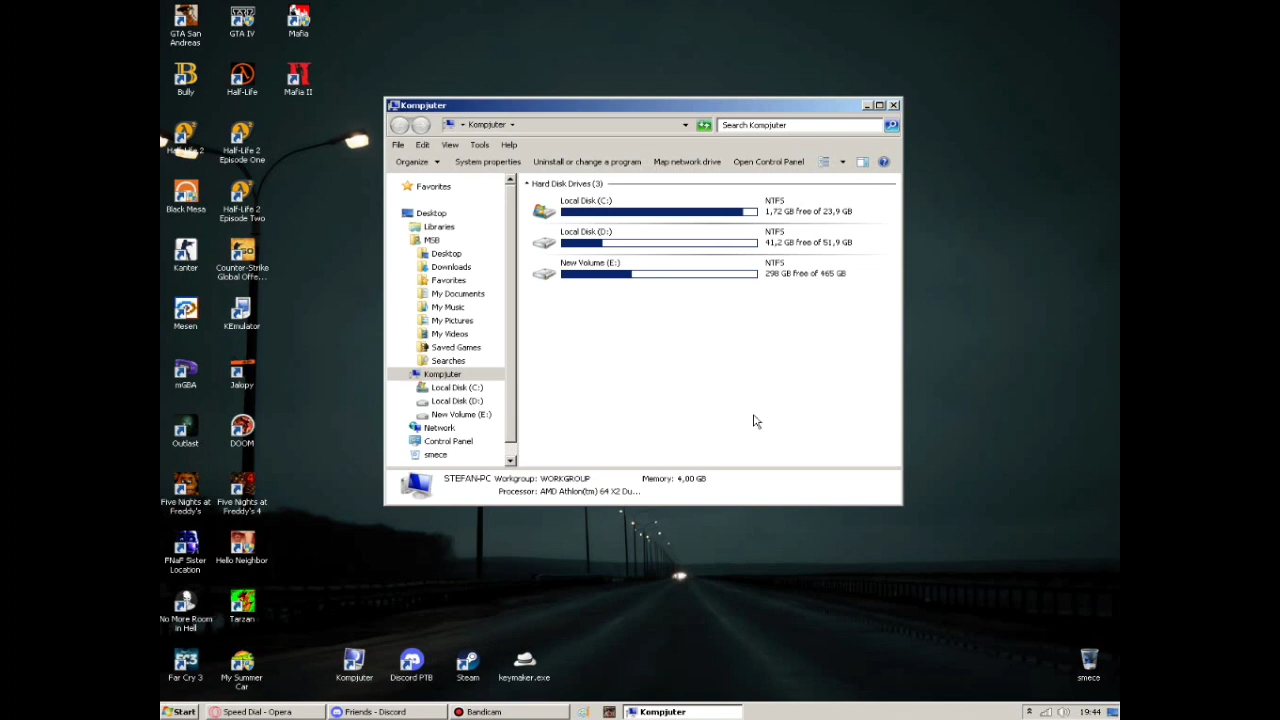 GTA San
Andreas
GTA IV
Mafia
Bully
Half-Life
Mafia II
Half-Life 2
Half-Life 2
Episode One
Black Mesa
Half-Life 2
Episode Two
Kanter
Counter-Strike
Global Offe...
Mesen
KEmulator
mGBA
Jalopy
Outlast
DOOM
Five Nights at
Freddy's
Five Nights at
Freddy's 4
FNaF Sister
Location
Hello Neighbor
No More Room
in Hell
Tarzan
Far Cry 3
My Summer
Car
Kompjuter
Discord PTB
Steam
keymaker.exe
smece
Kompjuter
Kompjuter
Search Kompjuter
File Edit View Tools Help
Organize System properties Uninstall or change a program Map network drive Open Control Panel
Favorites
Desktop
Libraries
MSB
Desktop
Downloads
Favorites
My Documents
My Music
My Pictures
My Videos
Saved Games
Searches
Kompjuter
Local Disk (C:)
Local Disk (D:)
New Volume (E:)
Network
Control Panel
smece
Hard Disk Drives (3)
Local Disk (C:) NTFS
1,72 GB free of 23,9 GB
Local Disk (D:) NTFS
41,2 GB free of 51,9 GB
New Volume (E:) NTFS
298 GB free of 465 GB
STEFAN-PC Workgroup: WORKGROUP Memory: 4,00 GB
Processor: AMD Athlon(tm) 64 X2 Du...
Start Speed Dial - Opera Friends - Discord Bandicam Kompjuter 19:44